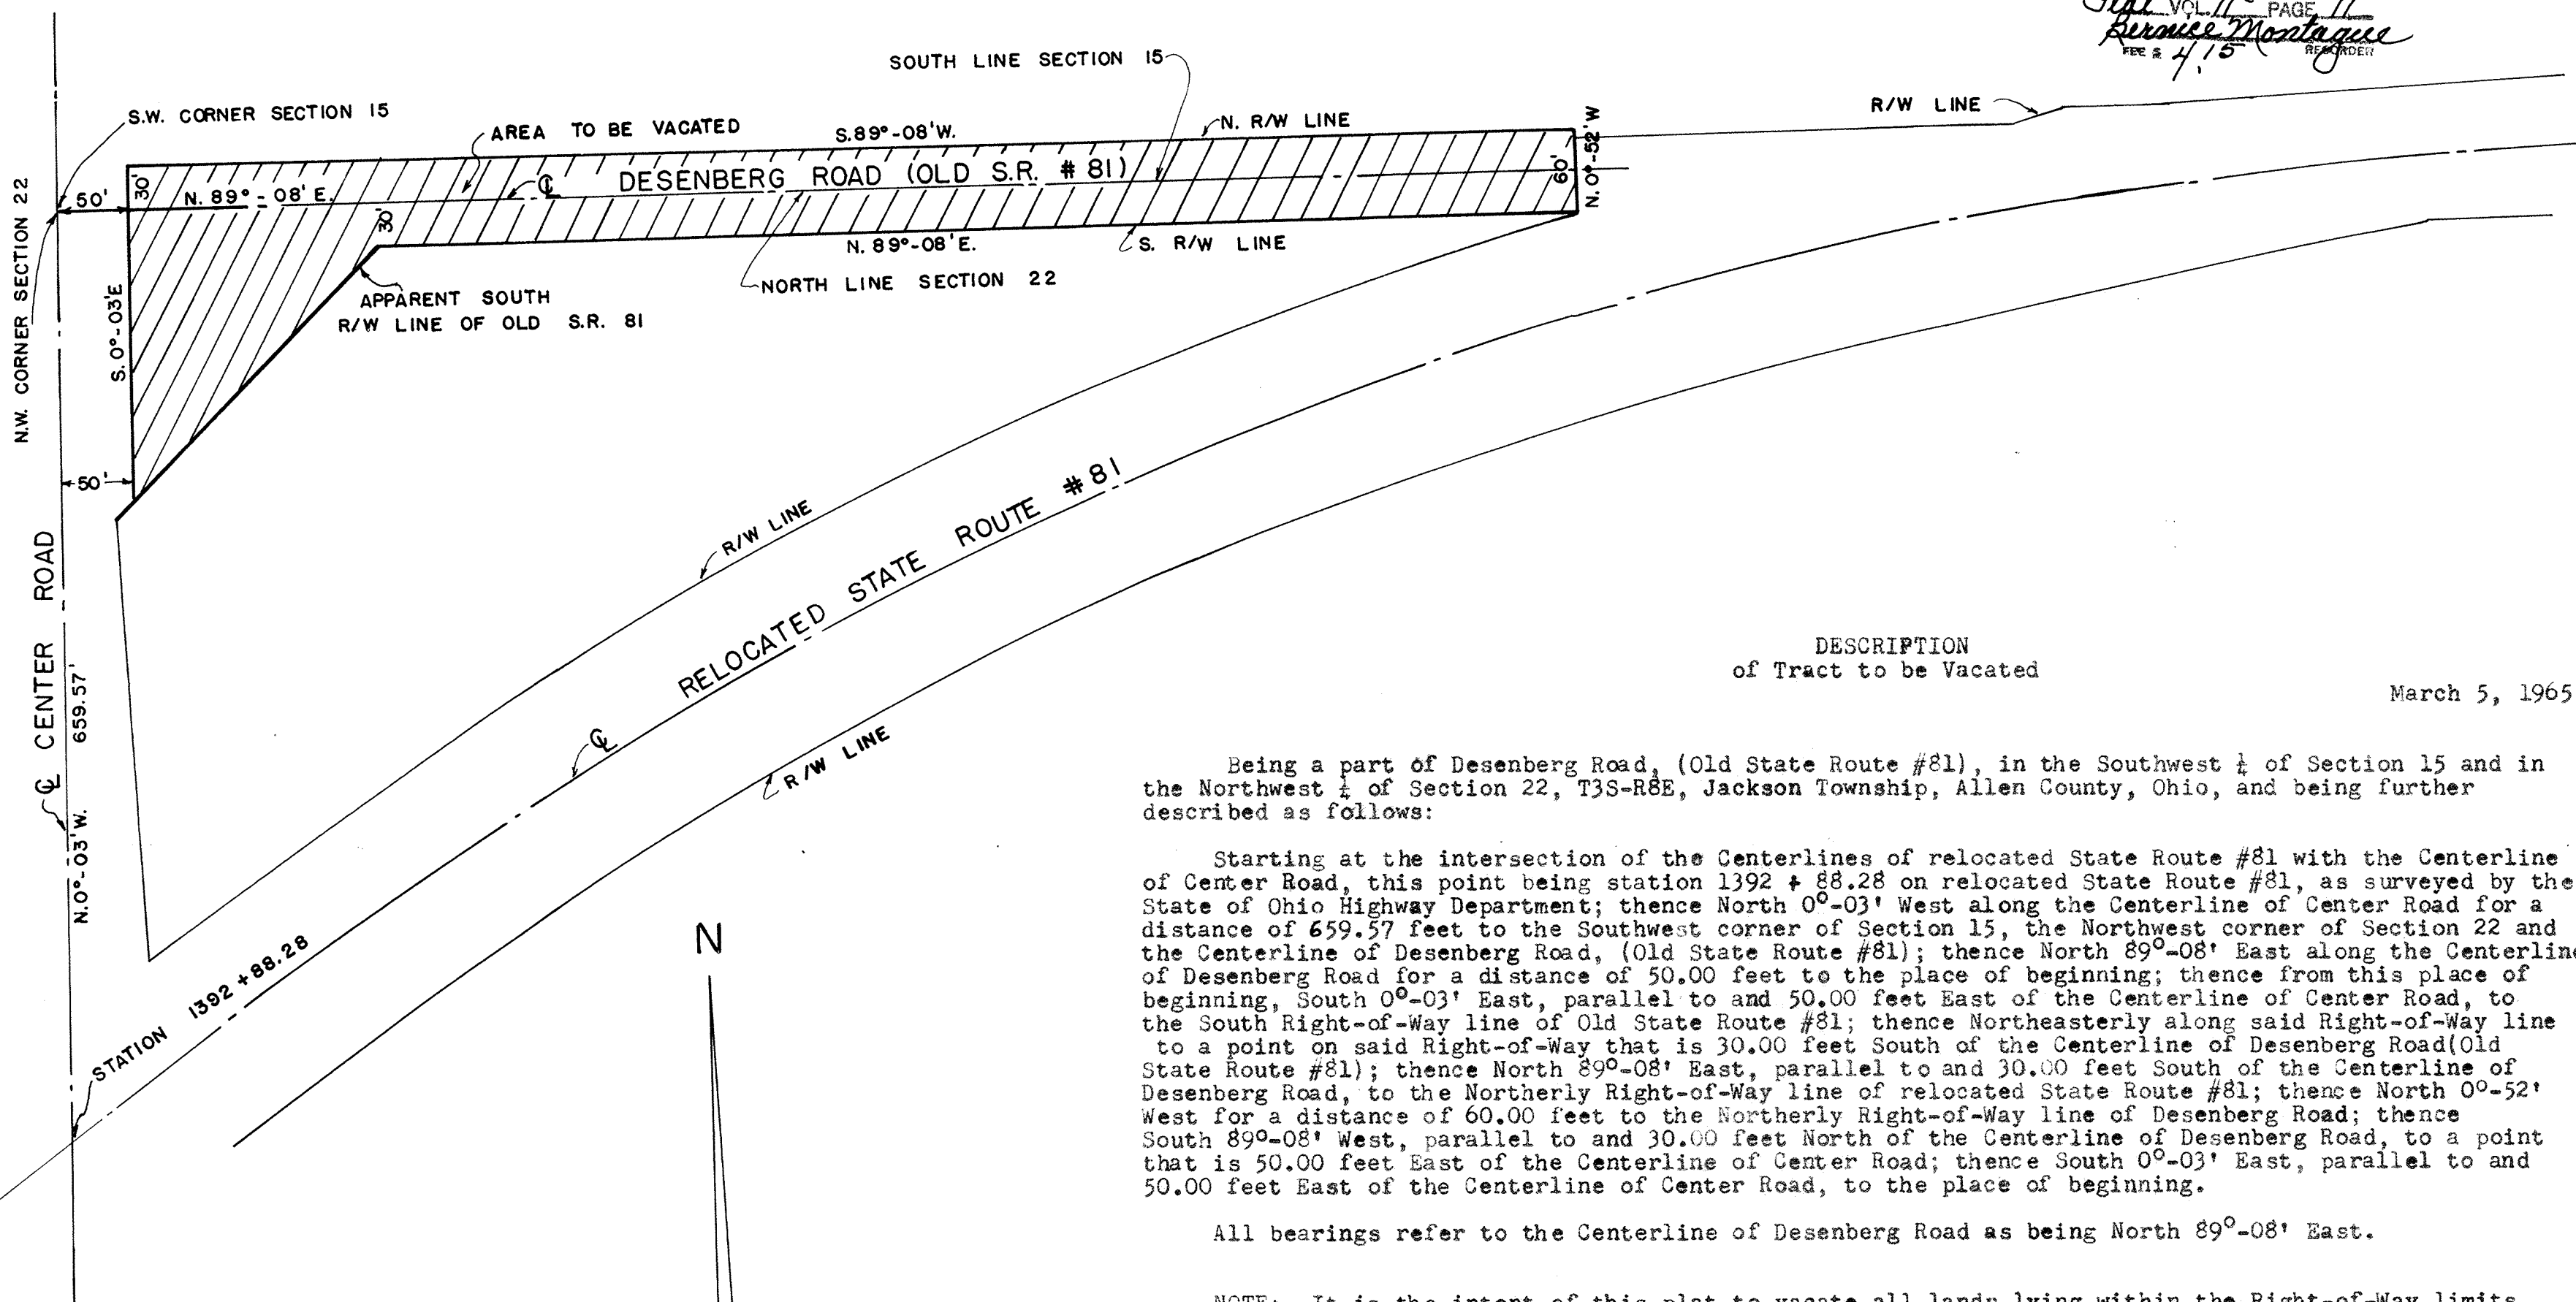 VOL. 11 PAGE 11
Bernice Montague
FEE $ 4.15 RECORDER
SOUTH LINE SECTION 15
R/W LINE
S.W. CORNER SECTION 15
AREA TO BE VACATED
S.89°-08'W.
N. R/W LINE
N. 0°-52'W
60'
30'
DESENBERG ROAD (OLD S.R. #81)
℄
50'
N. 89°-08' E.
30'
N.W. CORNER SECTION 22
N. 89°-08'E.
S. R/W LINE
NORTH LINE SECTION 22
S. 0°-03'E
APPARENT SOUTH
R/W LINE OF OLD S.R. 81
50'
R/W LINE
RELOCATED STATE ROUTE #81
℄
R/W LINE
℄ CENTER ROAD
N.0°-03'W. 659.57'
STATION 1392+88.28
N
DESCRIPTION
of Tract to be Vacated
March 5, 1965
Being a part of Desenberg Road, (Old State Route #81), in the Southwest ¼ of Section 15 and in
the Northwest ¼ of Section 22, T3S-R8E, Jackson Township, Allen County, Ohio, and being further
described as follows:
Starting at the intersection of the Centerlines of relocated State Route #81 with the Centerline
of Center Road, this point being station 1392 + 88.28 on relocated State Route #81, as surveyed by the
State of Ohio Highway Department; thence North 0°-03' West along the Centerline of Center Road for a
distance of 659.57 feet to the Southwest corner of Section 15, the Northwest corner of Section 22 and
the Centerline of Desenberg Road, (Old State Route #81); thence North 89°-08' East along the Centerline
of Desenberg Road for a distance of 50.00 feet to the place of beginning; thence from this place of
beginning, South 0°-03' East, parallel to and 50.00 feet East of the Centerline of Center Road, to
the South Right-of-Way line of Old State Route #81; thence Northeasterly along said Right-of-Way line
to a point on said Right-of-Way that is 30.00 feet South of the Centerline of Desenberg Road(Old
State Route #81); thence North 89°-08' East, parallel to and 30.00 feet South of the Centerline of
Desenberg Road, to the Northerly Right-of-Way line of relocated State Route #81; thence North 0°-52'
West for a distance of 60.00 feet to the Northerly Right-of-Way line of Desenberg Road; thence
South 89°-08' West, parallel to and 30.00 feet North of the Centerline of Desenberg Road, to a point
that is 50.00 feet East of the Centerline of Center Road; thence South 0°-03' East, parallel to and
50.00 feet East of the Centerline of Center Road, to the place of beginning.
All bearings refer to the Centerline of Desenberg Road as being North 89°-08' East.
NOTE: It is the intent of this plat to vacate all lands lying within the Right-of-Way limits